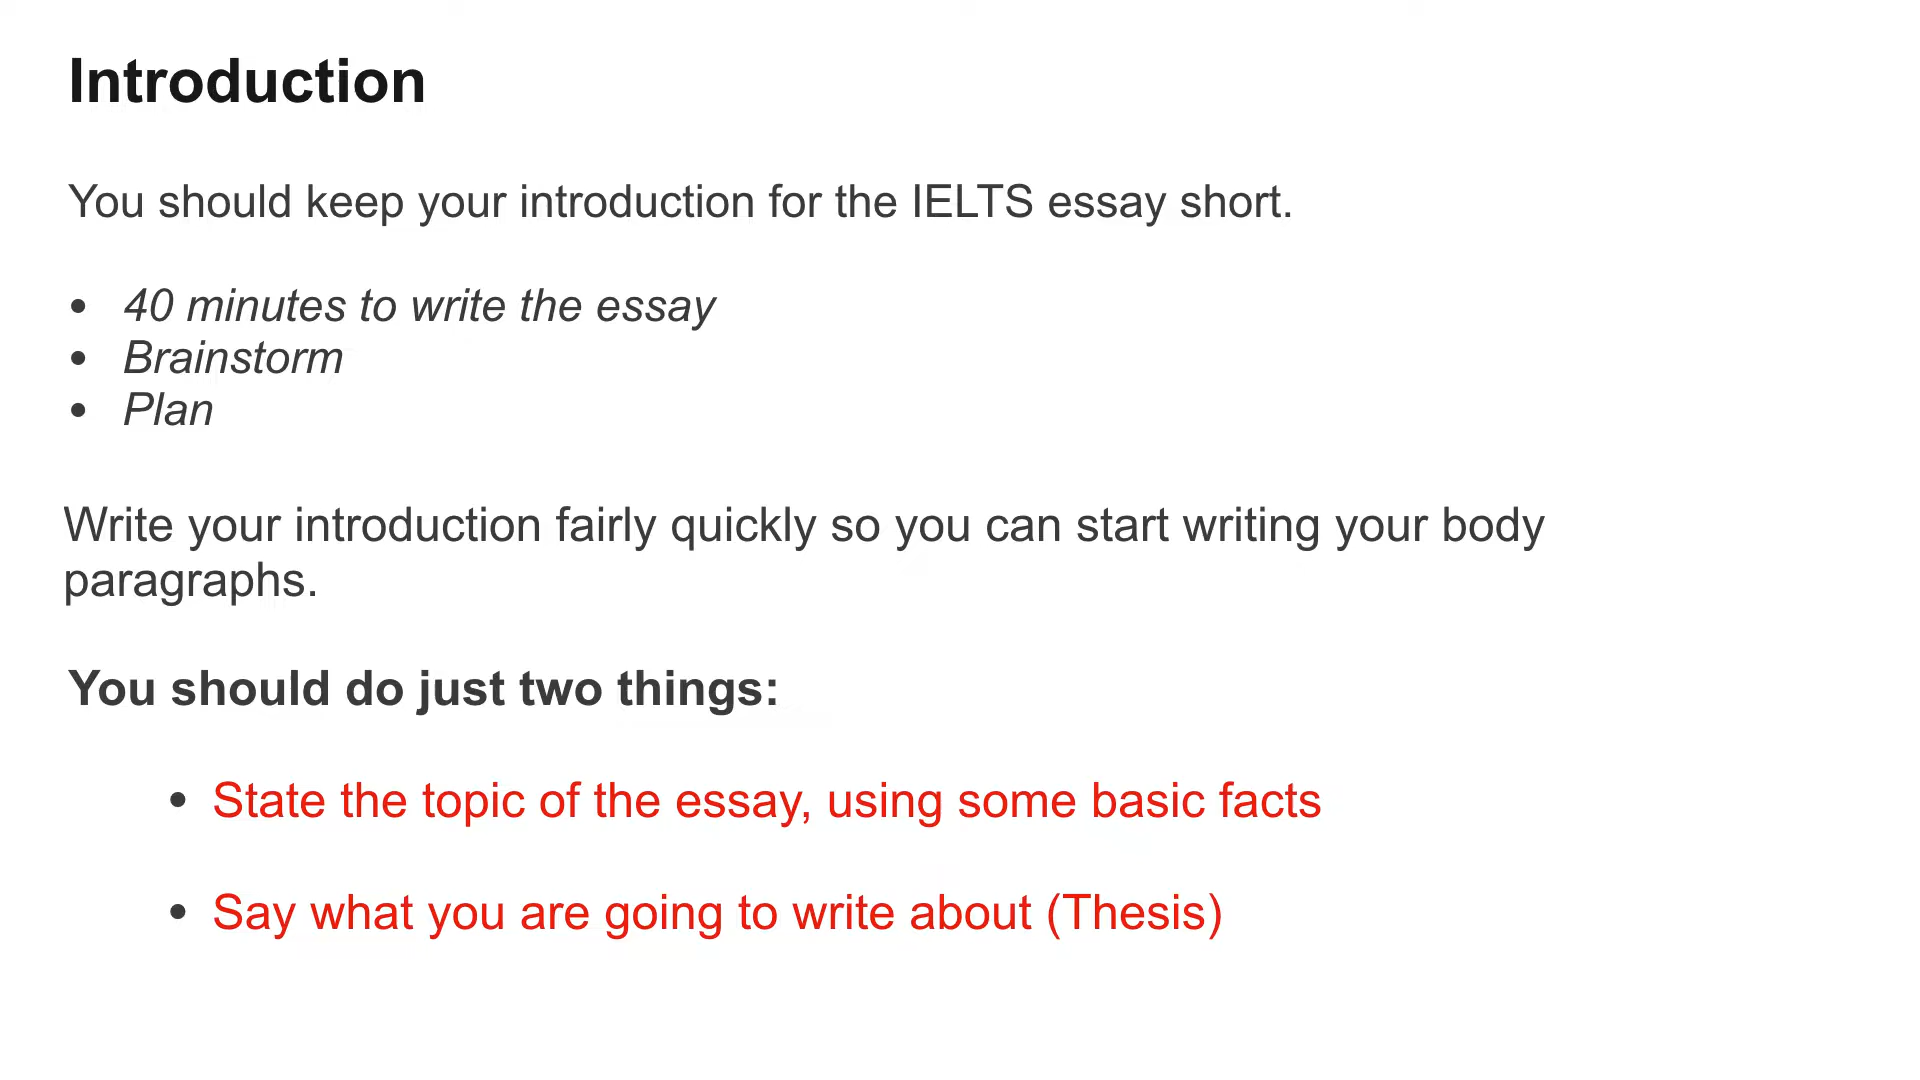 Introduction
You should keep your introduction for the IELTS essay short.
• 40 minutes to write the essay
• Brainstorm
• Plan
Write your introduction fairly quickly so you can start writing your body
paragraphs.
You should do just two things:
• State the topic of the essay, using some basic facts
• Say what you are going to write about (Thesis)